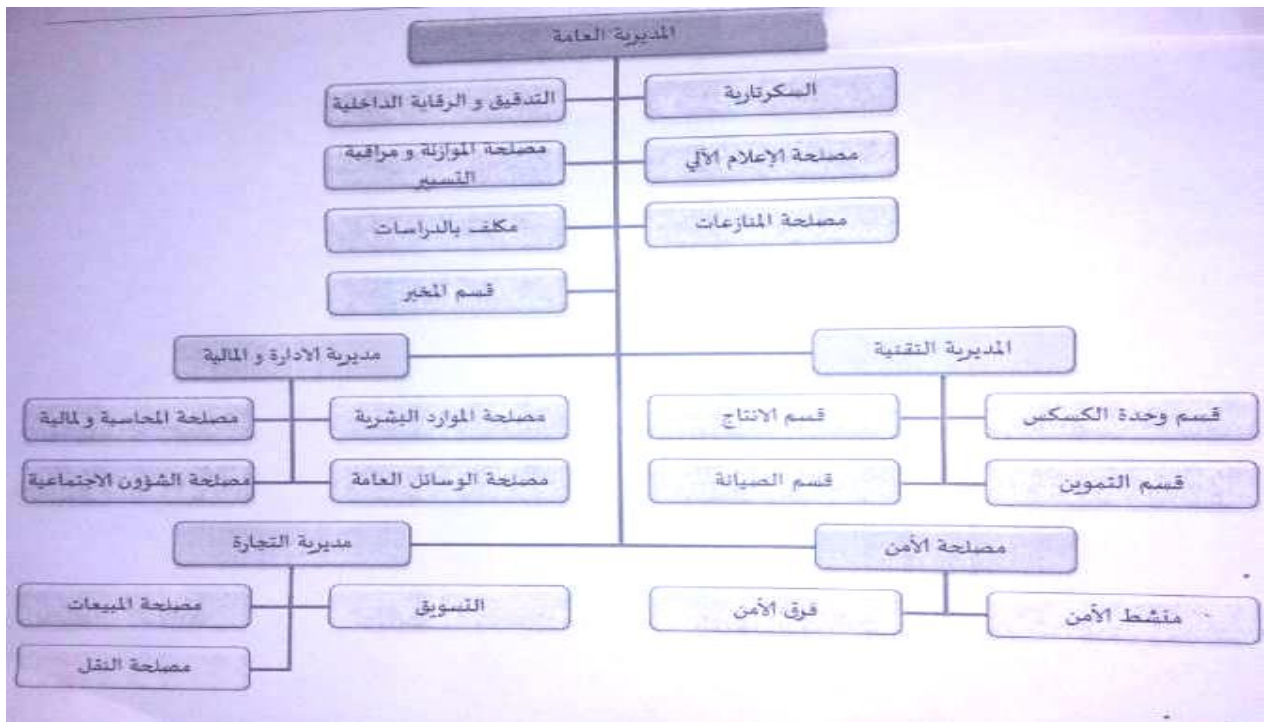 المديرية العامة
السكرتارية
التدقيق و الرقابة الداخلية
مصلحة الإعلام الآلي
مصلحة الموازنة و مراقبة
التسيير
مصلحة المنازعات
مكلف بالدراسات
قسم المخبر
المديرية التقنية
مديرية الادارة و المالية
قسم وحدة الكسكس
قسم الانتاج
مصلحة الموارد البشرية
مصلحة المحاسبة ولمالية
قسم التموين
قسم الصيانة
مصلحة الوسائل العامة
مصلحة الشؤون الاجتماعية
مصلحة الأمن
مديرية التجارة
منشط الأمن
فرق الأمن
التسويق
مصلحة المبيعات
مصلحة النقل